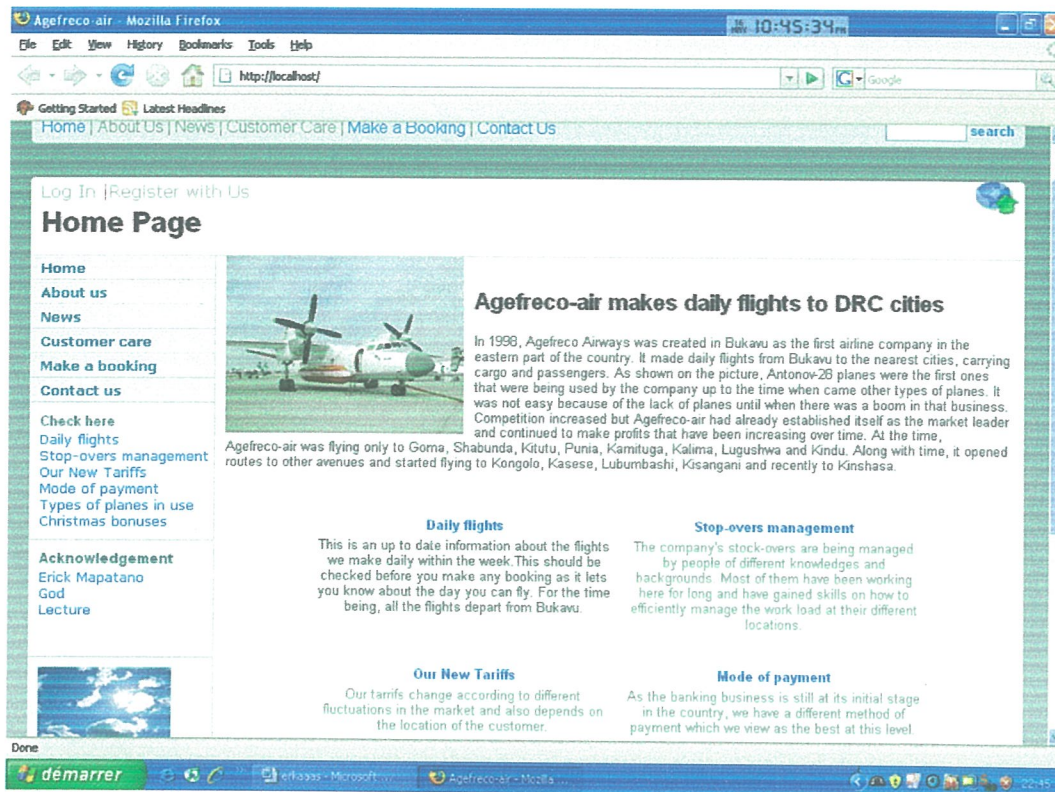 Agefreco-air - Mozilla Firefox
10:45:34
File Edit View History Bookmarks Tools Help
http://localhost/
Google
Getting Started Latest Headlines
Home | About Us | News | Customer Care | Make a Booking | Contact Us
search
Log In |Register with Us
Home Page
Home
About us
News
Customer care
Make a booking
Contact us
Check here
Daily flights
Stop-overs management
Our New Tariffs
Mode of payment
Types of planes in use
Christmas bonuses
Acknowledgement
Erick Mapatano
God
Lecture
Agefreco-air makes daily flights to DRC cities
In 1998, Agefreco Airways was created in Bukavu as the first airline company in the
eastern part of the country. It made daily flights from Bukavu to the nearest cities, carrying
cargo and passengers. As shown on the picture, Antonov-26 planes were the first ones
that were being used by the company up to the time when came other types of planes. It
was not easy because of the lack of planes until when there was a boom in that business.
Competition increased but Agefreco-air had already established itself as the market leader
and continued to make profits that have been increasing over time. At the time,
Agefreco-air was flying only to Goma, Shabunda, Kitutu, Punia, Kamituga, Kalima, Lugushwa and Kindu. Along with time, it opened
routes to other avenues and started flying to Kongolo, Kasese, Lubumbashi, Kisangani and recently to Kinshasa.
Daily flights
This is an up to date information about the flights
we make daily within the week.This should be
checked before you make any booking as it lets
you know about the day you can fly. For the time
being, all the flights depart from Bukavu.
Stop-overs management
The company's stock-overs are being managed
by people of different knowledges and
backgrounds. Most of them have been working
here for long and have gained skills on how to
efficiently manage the work load at their different
locations.
Our New Tariffs
Our tarrifs change according to different
fluctuations in the market and also depends on
the location of the customer.
Mode of payment
As the banking business is still at its initial stage
in the country, we have a different method of
payment which we view as the best at this level.
Done
démarrer
erkaaas - Microsoft ...
Agefreco-air - Mozilla ...
22:45